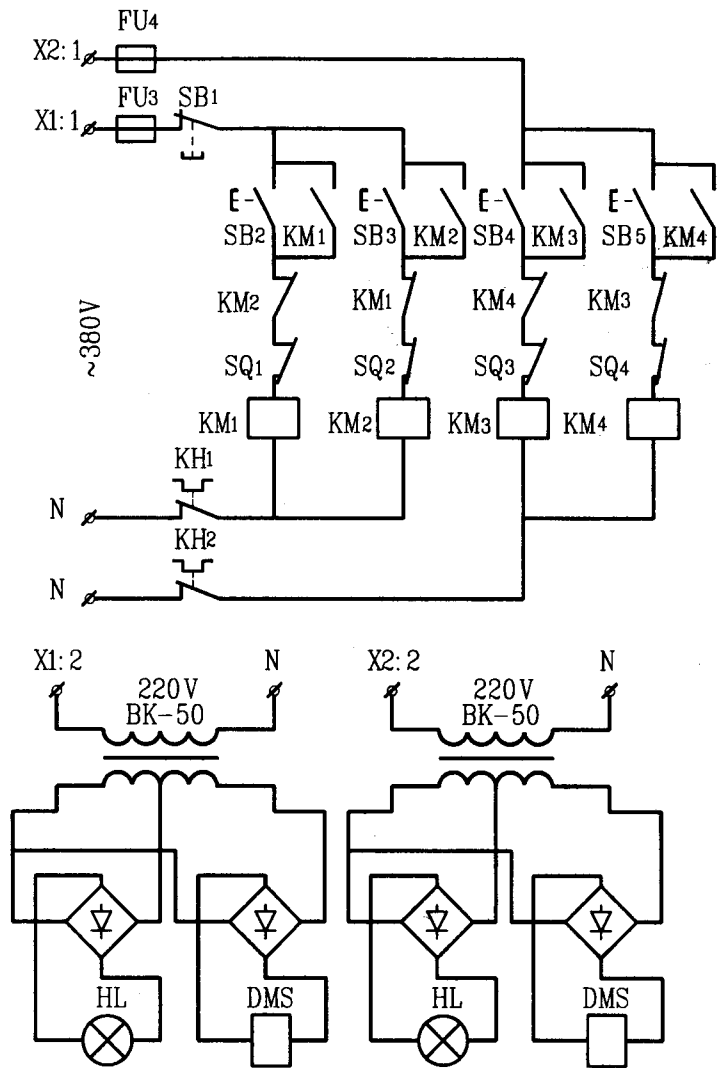 FU4
X2:1
FU3 SB1
X1:1
SB2 KM1 SB3 KM2 SB4 KM3 SB5 KM4
KM2 KM1 KM4 KM3
~380V
SQ1 SQ2 SQ3 SQ4
KM1 KM2 KM3 KM4
KH1
N
KH2
N
X1:2 N X2:2 N
220V 220V
BK-50 BK-50
HL DMS HL DMS